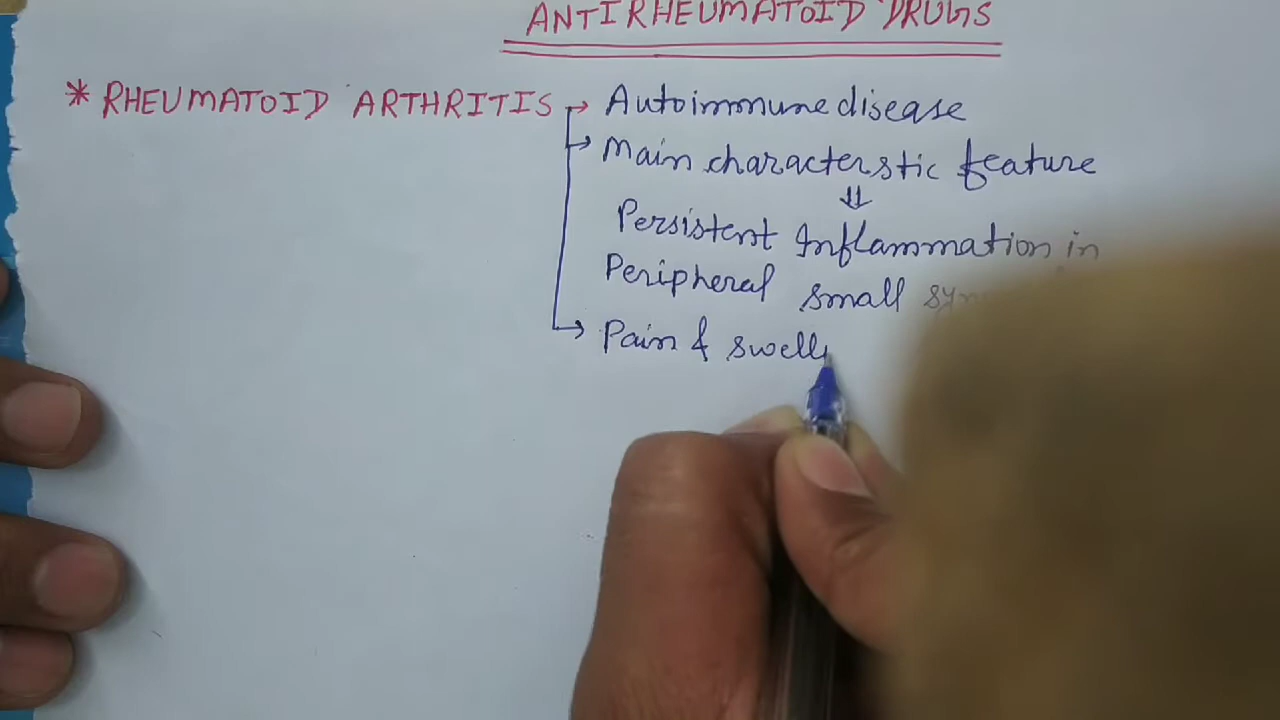 ANTIRHEUMATOID DRUGS
* RHEUMATOID ARTHRITIS → Autoimmune disease
→ Main characterstic feature
⇓
Persistent Inflammation in
Peripheral small
→ Pain & swell